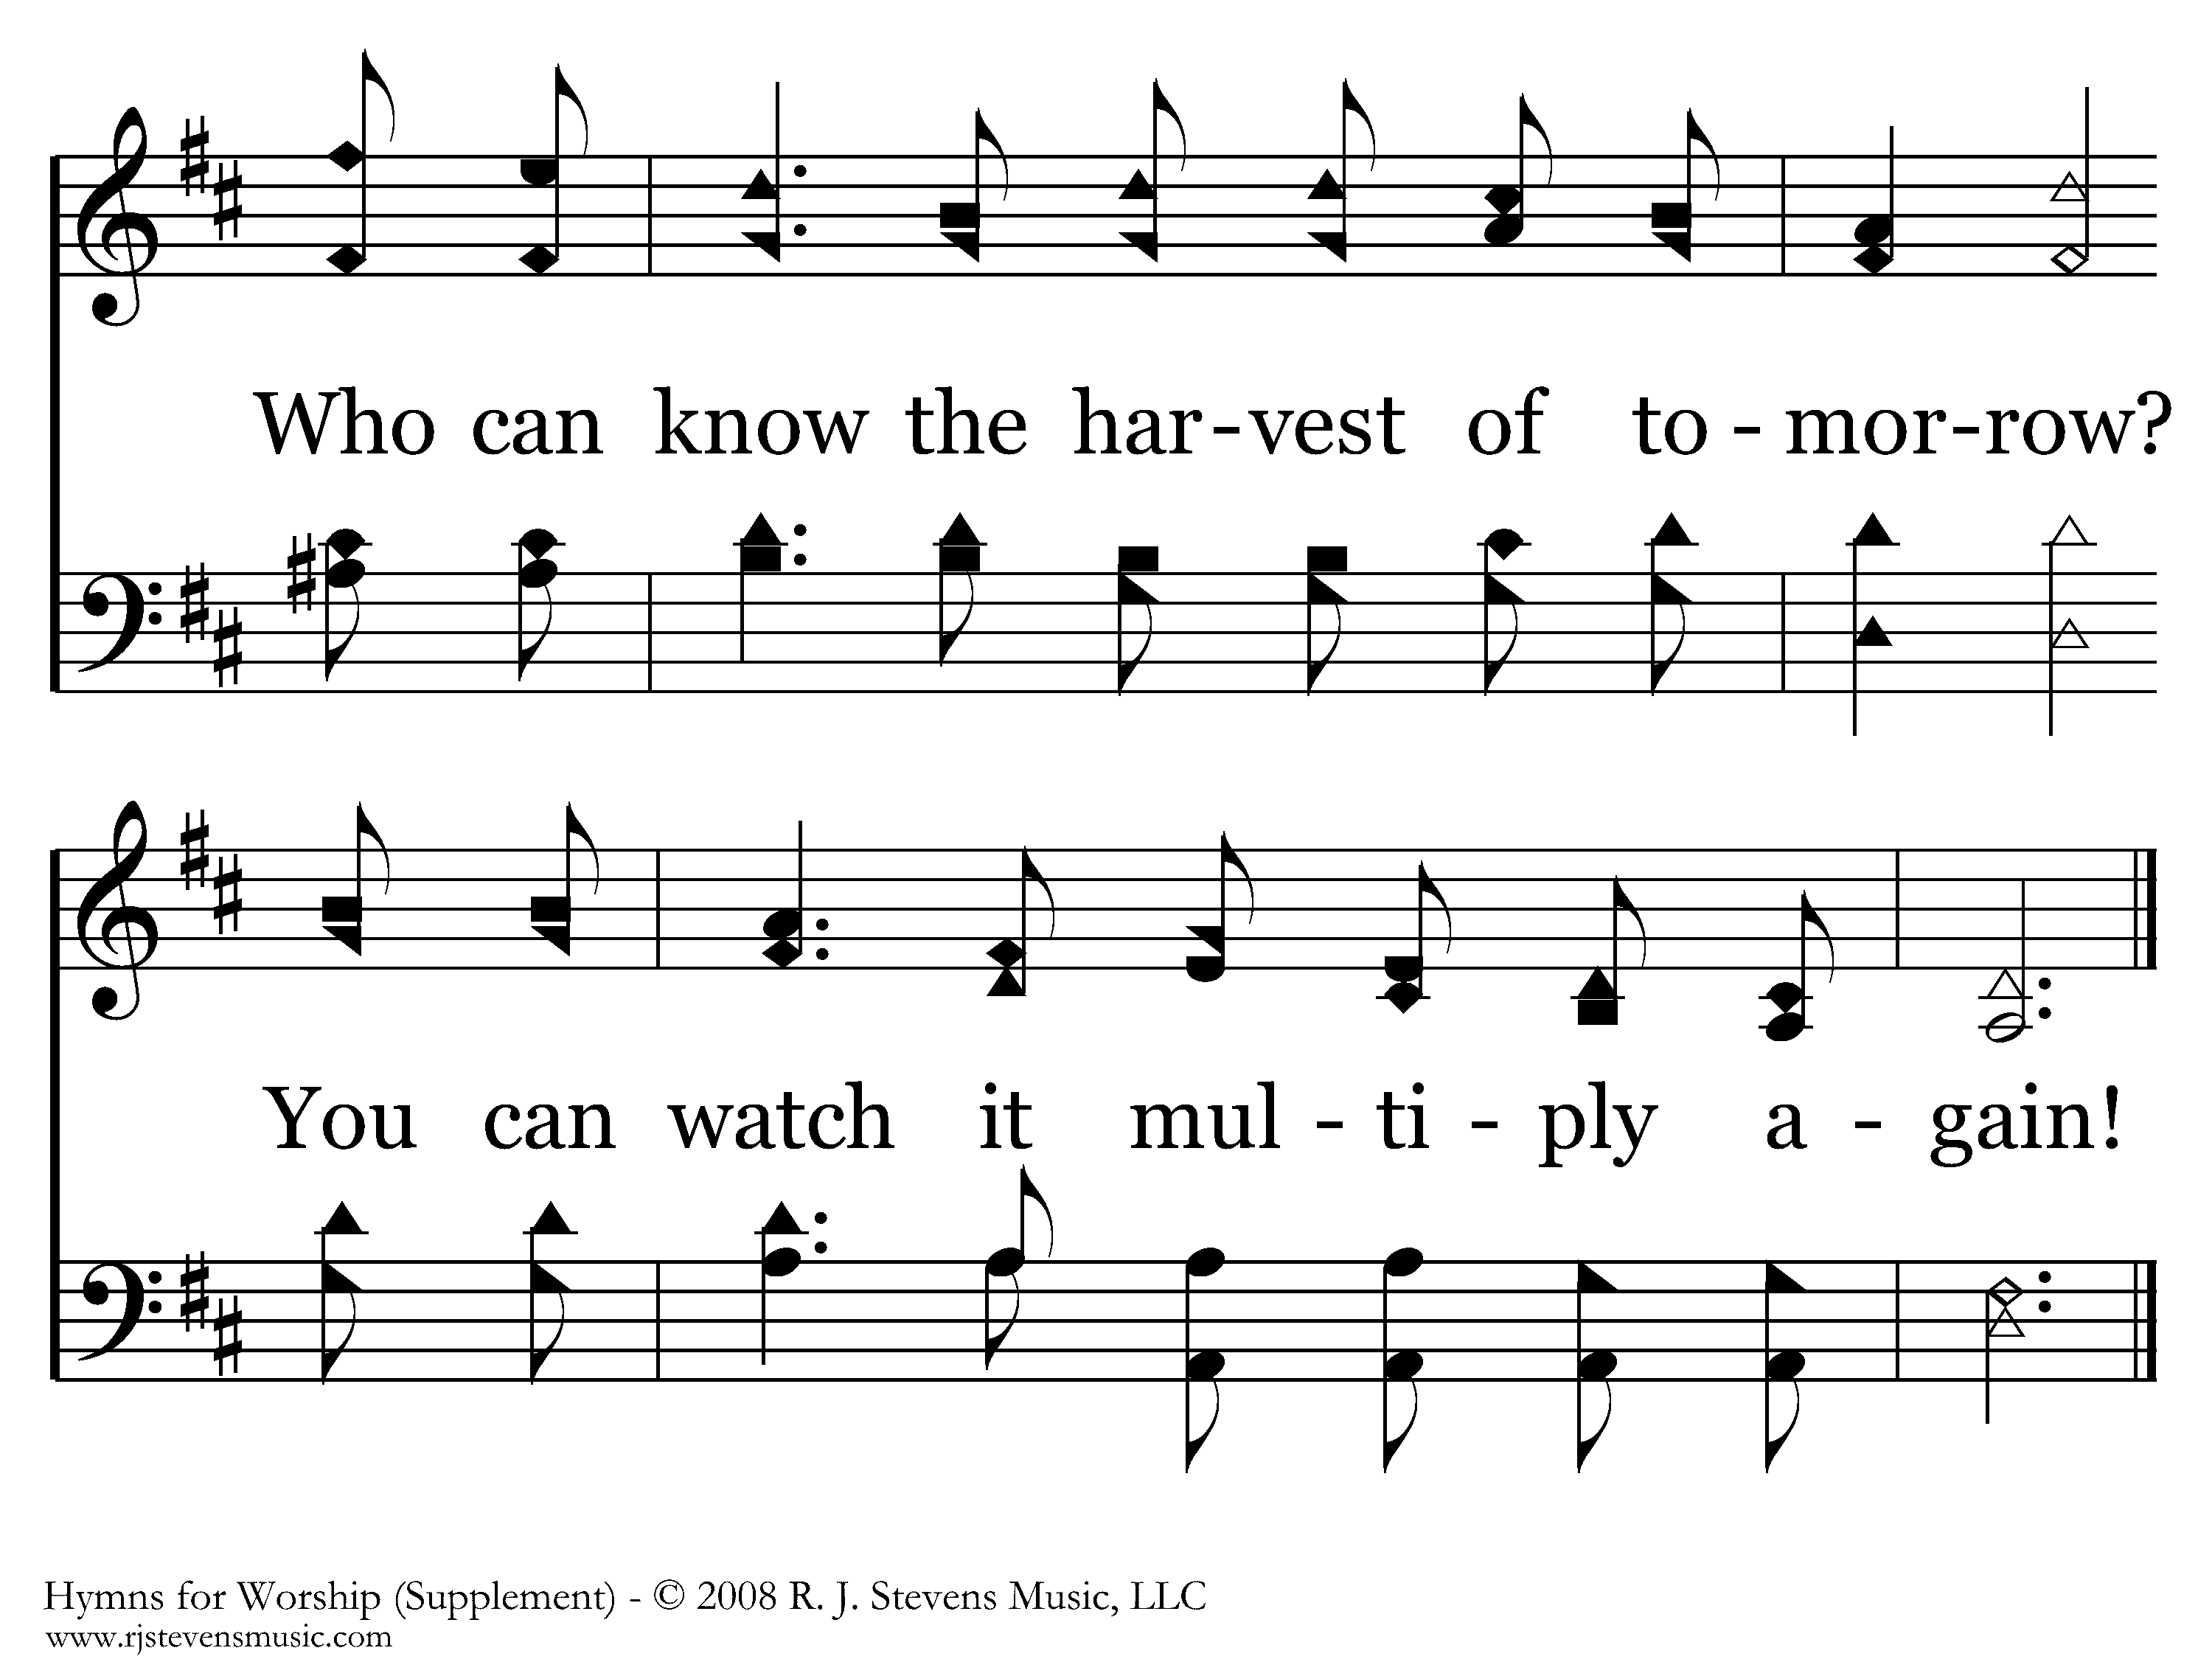 Who can know the har-vest of to - mor-row?
You can watch it mul - ti - ply a - gain!
Hymns for Worship (Supplement) - © 2008 R. J. Stevens Music, LLC
www.rjstevensmusic.com